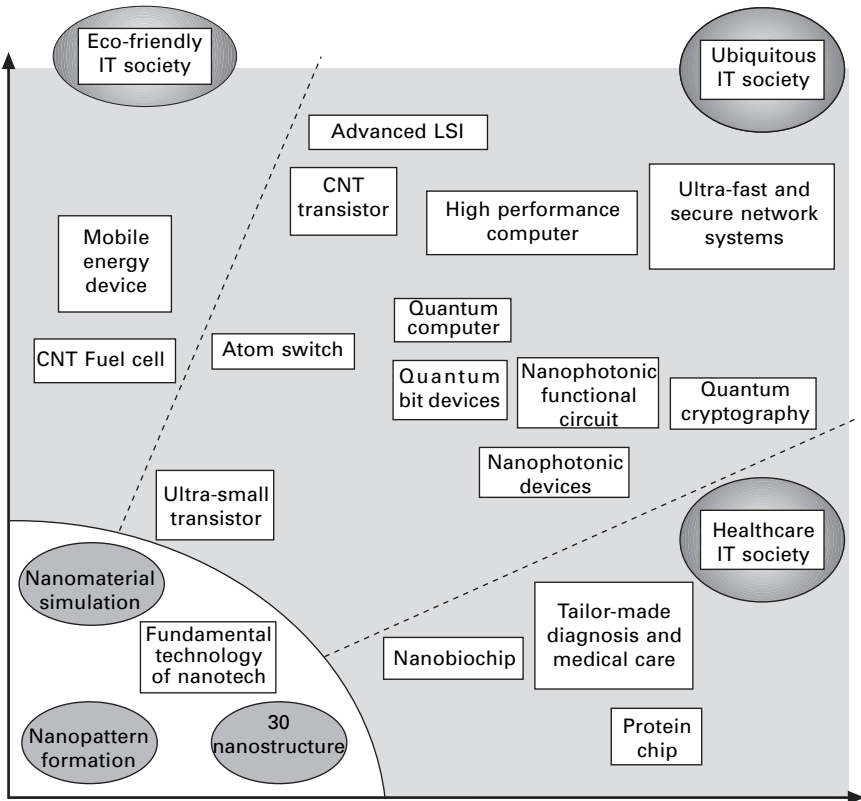 Eco-friendly
IT society
Ubiquitous
IT society
Advanced LSI
CNT
transistor
High performance
computer
Ultra-fast and
secure network
systems
Mobile
energy
device
Quantum
computer
CNT Fuel cell
Atom switch
Quantum
bit devices
Nanophotonic
functional
circuit
Quantum
cryptography
Nanophotonic
devices
Ultra-small
transistor
Healthcare
IT society
Nanomaterial
simulation
Fundamental
technology
of nanotech
Nanobiochip
Tailor-made
diagnosis and
medical care
Nanopattern
formation
30
nanostructure
Protein
chip